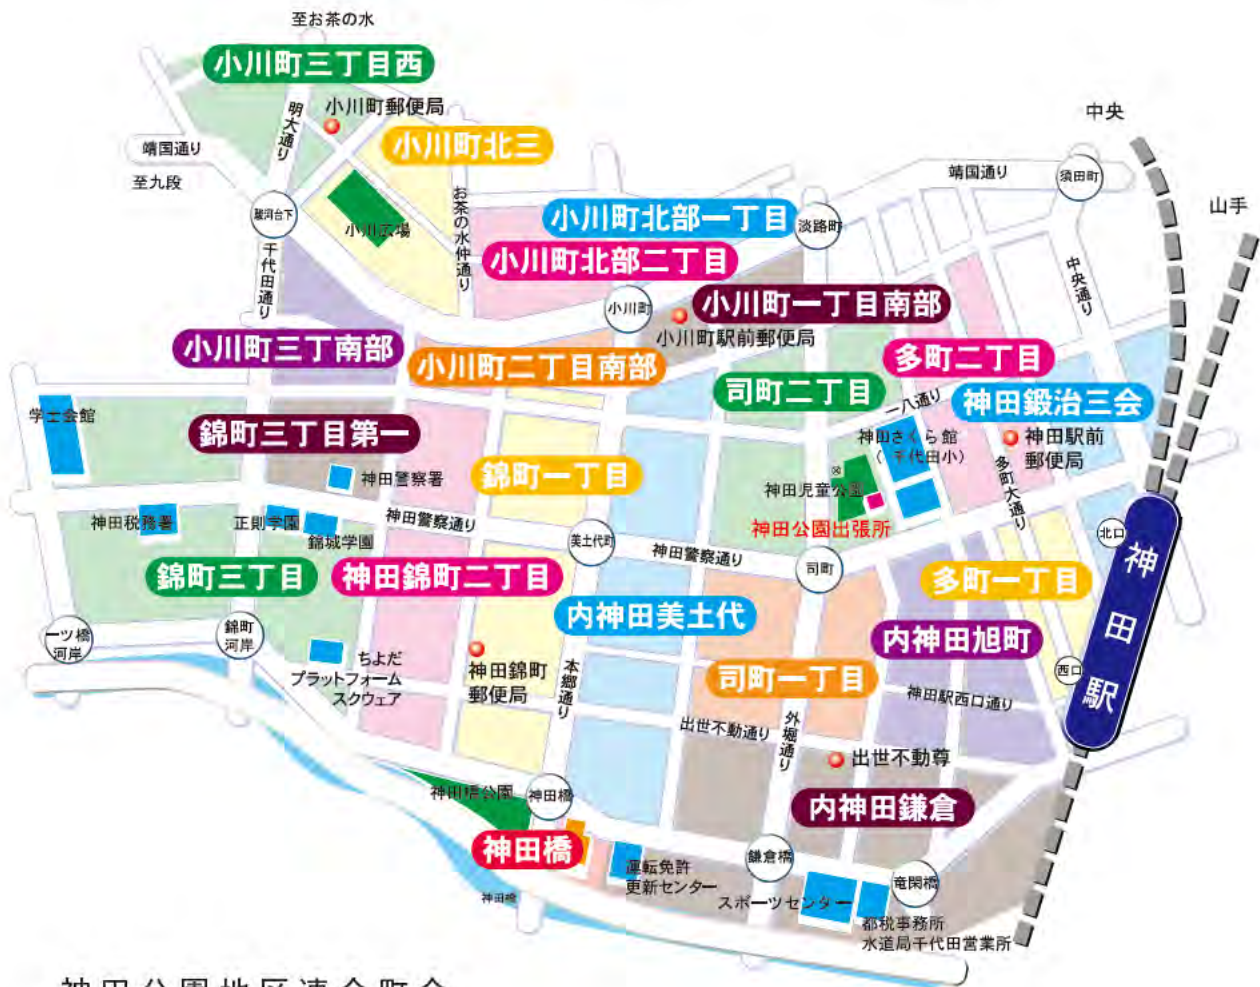 至お茶の水
小川町三丁目西
小川町郵便局
明大通り
小川町北三
靖国通り
至九段
中央
靖国通り
須田町
山手
駿河台下
小川広場
お茶の水仲通り
小川町北部一丁目
淡路町
小川町北部二丁目
千代田通り
中央通り
小川町
小川町一丁目南部
小川町駅前郵便局
小川町三丁南部
小川町二丁目南部
多町二丁目
司町二丁目
一八通り
神田鍛治三会
学士会館
錦町三丁目第一
神田警察署
錦町一丁目
神田さくら館
(千代田小)
神田駅前
郵便局
神田児童公園
多町大通り
神田税務署
正則学園
錦城学園
神田警察通り
美土代町
神田警察通り
神田公園出張所
司町
北口
神田駅
錦町三丁目
神田錦町二丁目
内神田美土代
多町一丁目
内神田旭町
一ツ橋
河岸
錦町
河岸
ちよだ
プラットフォーム
スクウェア
神田錦町
郵便局
本郷通り
司町一丁目
西口
神田駅西口通り
出世不動通り
外堀通り
出世不動尊
神田橋公園
神田橋
内神田鎌倉
神田橋
運転免許
更新センター
鎌倉橋
竜閑橋
スポーツセンター
神田橋
都税事務所
水道局千代田営業所
神田公園地区連合町会